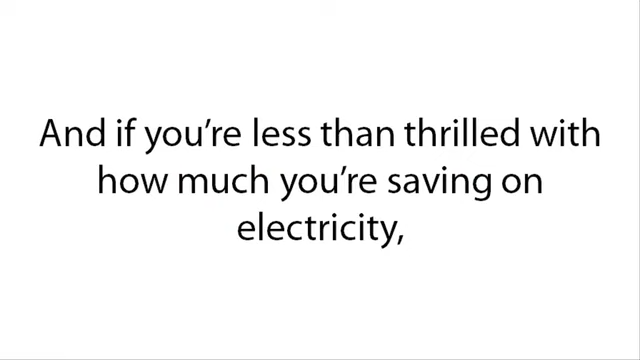 And if you’re less than thrilled with
how much you’re saving on
electricity,